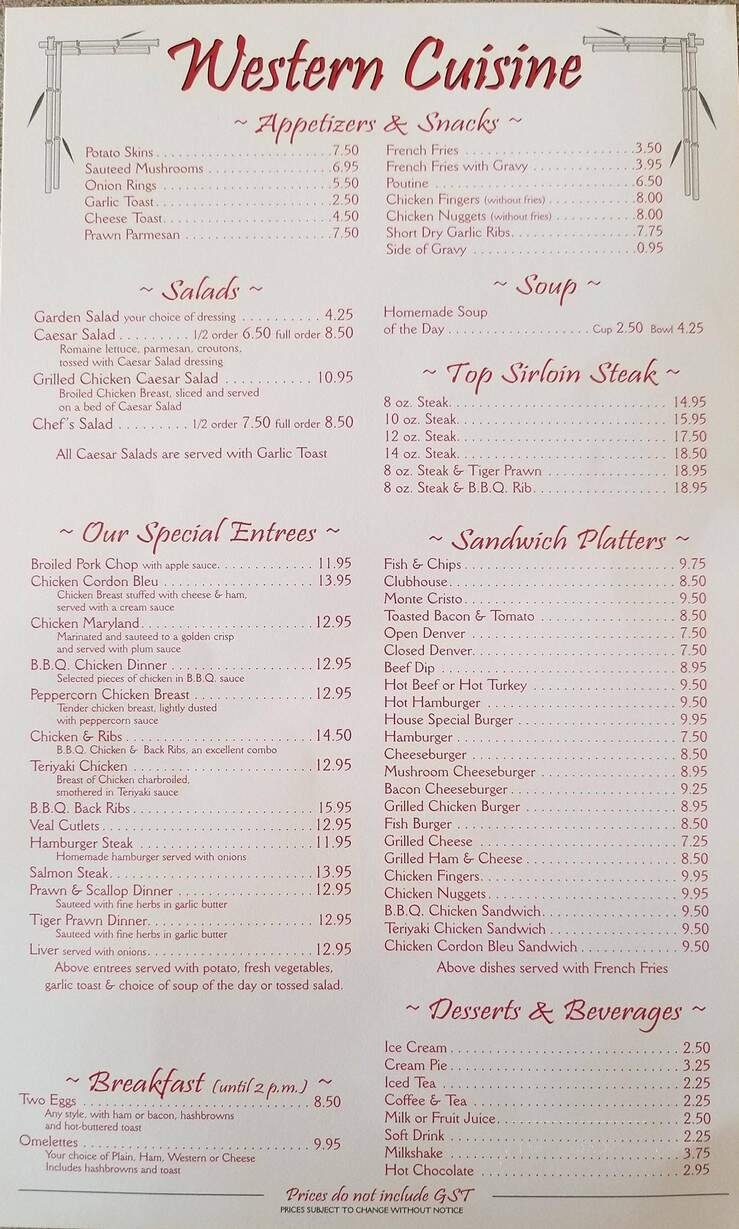 Western Cuisine
~ Appetizers & Snacks ~
Potato Skins 7.50
Sauteed Mushrooms 6.95
Onion Rings 5.50
Garlic Toast 2.50
Cheese Toast 4.50
Prawn Parmesan 7.50
French Fries 3.50
French Fries with Gravy 3.95
Poutine 6.50
Chicken Fingers (without fries) 8.00
Chicken Nuggets (without fries) 8.00
Short Dry Garlic Ribs 7.75
Side of Gravy 0.95
~ Salads ~
Garden Salad your choice of dressing 4.25
Caesar Salad 1/2 order 6.50 full order 8.50
Romaine lettuce, parmesan, croutons,
tossed with Caesar Salad dressing
Grilled Chicken Caesar Salad 10.95
Broiled Chicken Breast, sliced and served
on a bed of Caesar Salad
Chef's Salad 1/2 order 7.50 full order 8.50
All Caesar Salads are served with Garlic Toast
~ Soup ~
Homemade Soup
of the Day Cup 2.50 Bowl 4.25
~ Top Sirloin Steak ~
8 oz. Steak 14.95
10 oz. Steak 15.95
12 oz. Steak 17.50
14 oz. Steak 18.50
8 oz. Steak & Tiger Prawn 18.95
8 oz. Steak & B.B.Q. Rib 18.95
~ Our Special Entrees ~
Broiled Pork Chop with apple sauce 11.95
Chicken Cordon Bleu 13.95
Chicken Breast stuffed with cheese & ham,
served with a cream sauce
Chicken Maryland 12.95
Marinated and sauteed to a golden crisp
and served with plum sauce
B.B.Q. Chicken Dinner 12.95
Selected pieces of chicken in B.B.Q. sauce
Peppercorn Chicken Breast 12.95
Tender chicken breast, lightly dusted
with peppercorn sauce
Chicken & Ribs 14.50
B.B.Q. Chicken & Back Ribs, an excellent combo
Teriyaki Chicken 12.95
Breast of Chicken charbroiled,
smothered in Teriyaki sauce
B.B.Q. Back Ribs 15.95
Veal Cutlets 12.95
Hamburger Steak 11.95
Homemade hamburger served with onions
Salmon Steak 13.95
Prawn & Scallop Dinner 12.95
Sauteed with fine herbs in garlic butter
Tiger Prawn Dinner 12.95
Sauteed with fine herbs in garlic butter
Liver served with onions 12.95
Above entrees served with potato, fresh vegetables,
garlic toast & choice of soup of the day or tossed salad.
~ Sandwich Platters ~
Fish & Chips 9.75
Clubhouse 8.50
Monte Cristo 9.50
Toasted Bacon & Tomato 8.50
Open Denver 7.50
Closed Denver 7.50
Beef Dip 8.95
Hot Beef or Hot Turkey 9.50
Hot Hamburger 9.50
House Special Burger 9.95
Hamburger 7.50
Cheeseburger 8.50
Mushroom Cheeseburger 8.95
Bacon Cheeseburger 9.25
Grilled Chicken Burger 8.95
Fish Burger 8.50
Grilled Cheese 7.25
Grilled Ham & Cheese 8.50
Chicken Fingers 9.95
Chicken Nuggets 9.95
B.B.Q. Chicken Sandwich 9.50
Teriyaki Chicken Sandwich 9.50
Chicken Cordon Bleu Sandwich 9.50
Above dishes served with French Fries
~ Breakfast (until 2 p.m.) ~
Two Eggs 8.50
Any style, with ham or bacon, hashbrowns
and hot-buttered toast
Omelettes 9.95
Your choice of Plain, Ham, Western or Cheese
Includes hashbrowns and toast
~ Desserts & Beverages ~
Ice Cream 2.50
Cream Pie 3.25
Iced Tea 2.25
Coffee & Tea 2.25
Milk or Fruit Juice 2.50
Soft Drink 2.25
Milkshake 3.75
Hot Chocolate 2.95
Prices do not include GST
PRICES SUBJECT TO CHANGE WITHOUT NOTICE